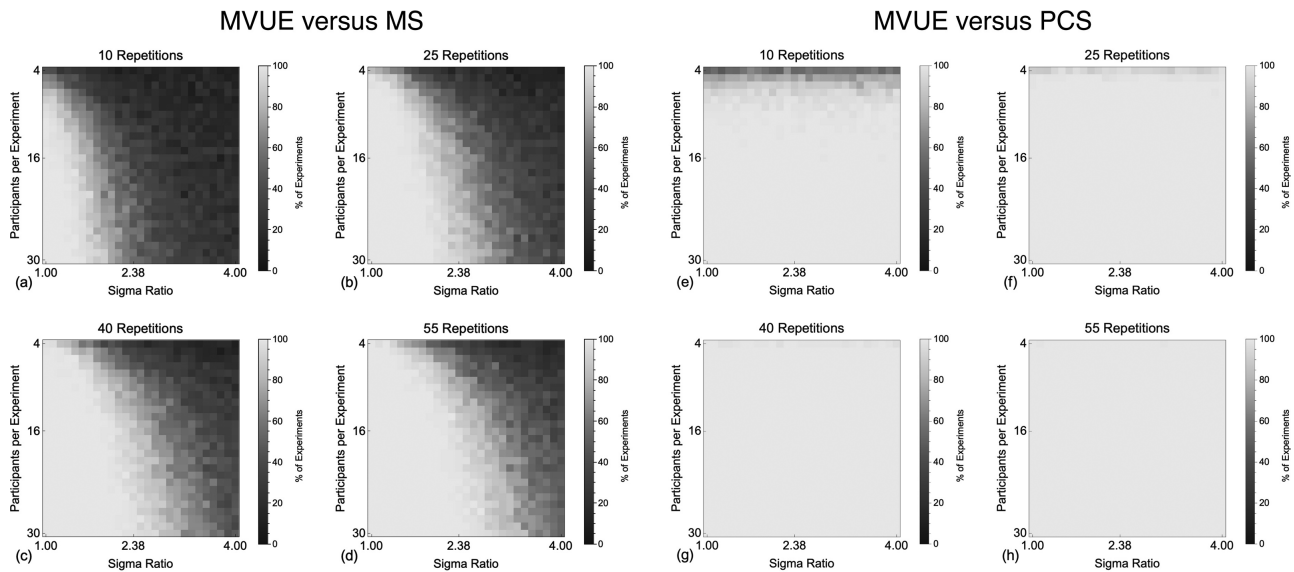 MVUE versus MS
MVUE versus PCS
10 Repetitions
4
16
30
Participants per Experiment
1.00
2.38
4.00
Sigma Ratio
100
80
60
40
20
0
% of Experiments
(a)
25 Repetitions
4
16
30
Participants per Experiment
1.00
2.38
4.00
Sigma Ratio
100
80
60
40
20
0
% of Experiments
(b)
10 Repetitions
4
16
30
Participants per Experiment
1.00
2.38
4.00
Sigma Ratio
100
80
60
40
20
0
% of Experiments
(e)
25 Repetitions
4
16
30
Participants per Experiment
1.00
2.38
4.00
Sigma Ratio
100
80
60
40
20
0
% of Experiments
(f)
40 Repetitions
4
16
30
Participants per Experiment
1.00
2.38
4.00
Sigma Ratio
100
80
60
40
20
0
% of Experiments
(c)
55 Repetitions
4
16
30
Participants per Experiment
1.00
2.38
4.00
Sigma Ratio
100
80
60
40
20
0
% of Experiments
(d)
40 Repetitions
4
16
30
Participants per Experiment
1.00
2.38
4.00
Sigma Ratio
100
80
60
40
20
0
% of Experiments
(g)
55 Repetitions
4
16
30
Participants per Experiment
1.00
2.38
4.00
Sigma Ratio
100
80
60
40
20
0
% of Experiments
(h)